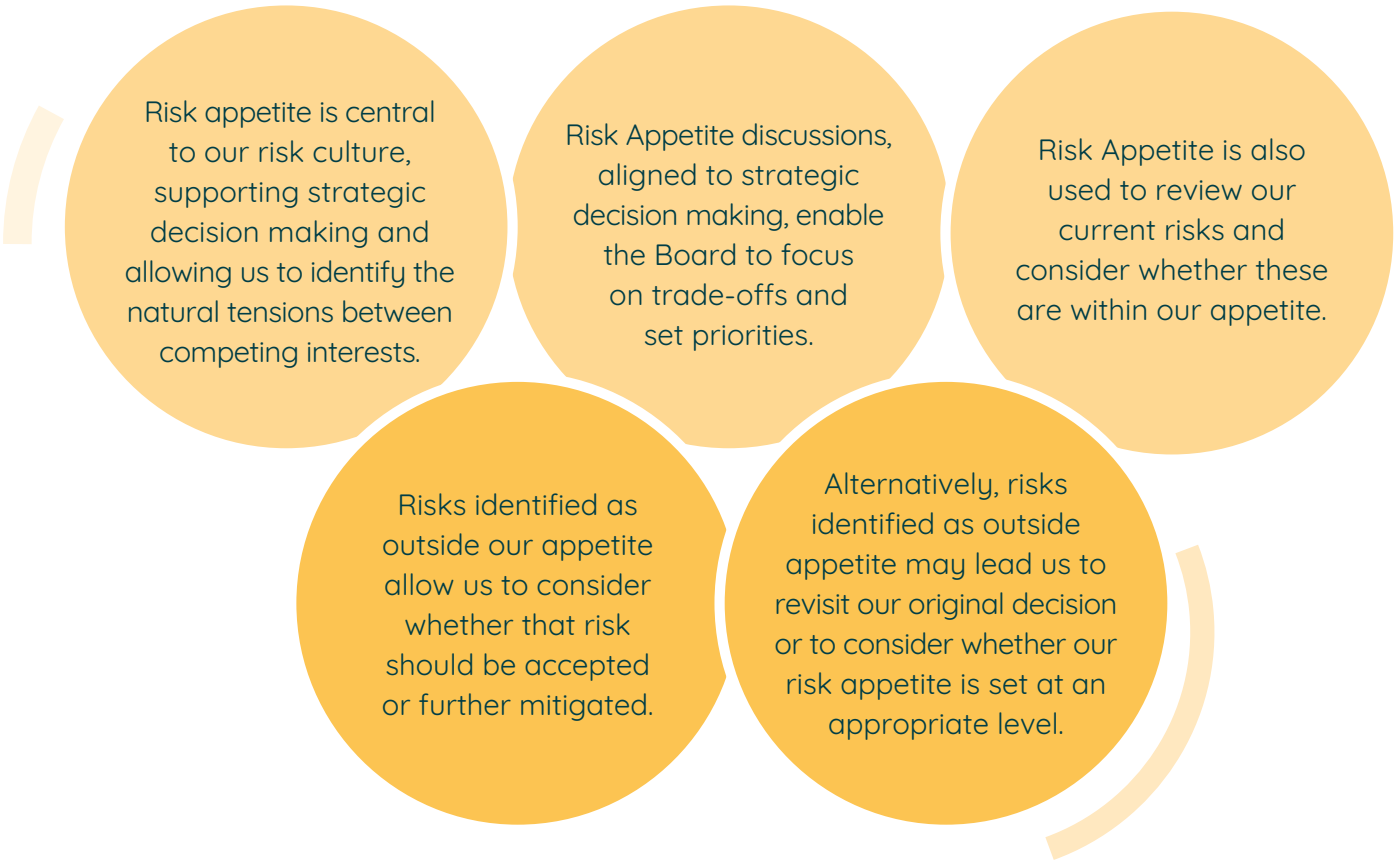 Risk appetite is central
to our risk culture,
supporting strategic
decision making and
allowing us to identify the
natural tensions between
competing interests.
Risk Appetite discussions,
aligned to strategic
decision making, enable
the Board to focus
on trade-offs and
set priorities.
Risk Appetite is also
used to review our
current risks and
consider whether these
are within our appetite.
Risks identified as
outside our appetite
allow us to consider
whether that risk
should be accepted
or further mitigated.
Alternatively, risks
identified as outside
appetite may lead us to
revisit our original decision
or to consider whether our
risk appetite is set at an
appropriate level.